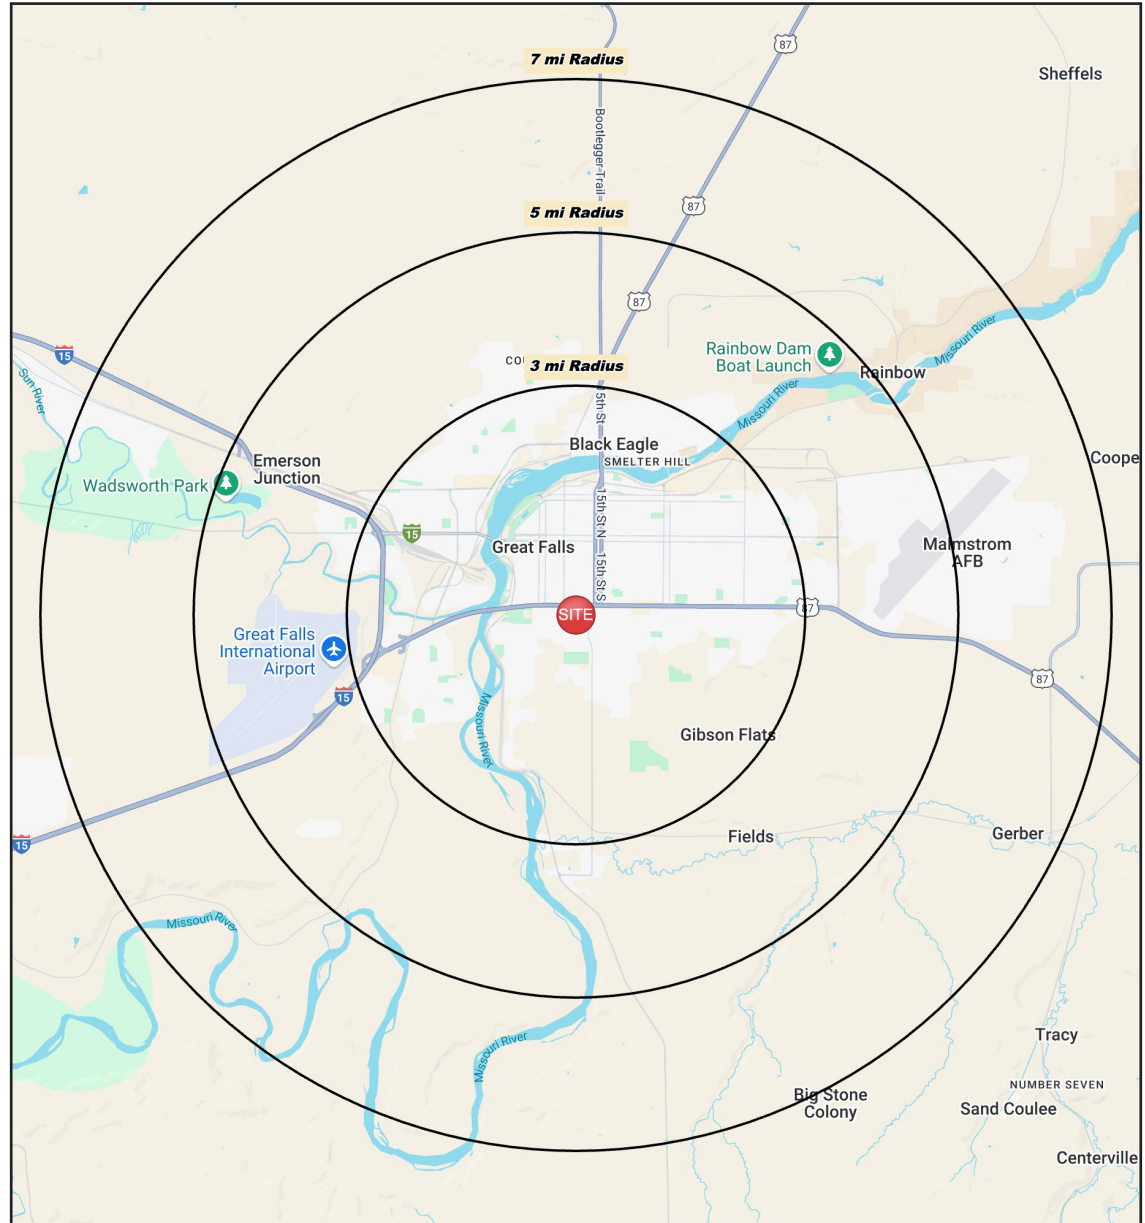 87
7 mi Radius
Sheffels
Bootlegger Trail
87
5 mi Radius
87
Missouri River
15
Rainbow Dam
Boat Launch
3 mi Radius
Rainbow
Sun River
15th St
Missouri River
Black Eagle
SMELTER HILL
Emerson
Junction
Wadsworth Park
Coope
15th St N
15
Great Falls
Malmstrom
AFB
15th St S
SITE
87
Great Falls
International
Airport
87
15
Missouri River
Gibson Flats
15
Fields
Gerber
Missouri River
Missouri River
Tracy
NUMBER SEVEN
Big Stone
Colony
Sand Coulee
Centerville